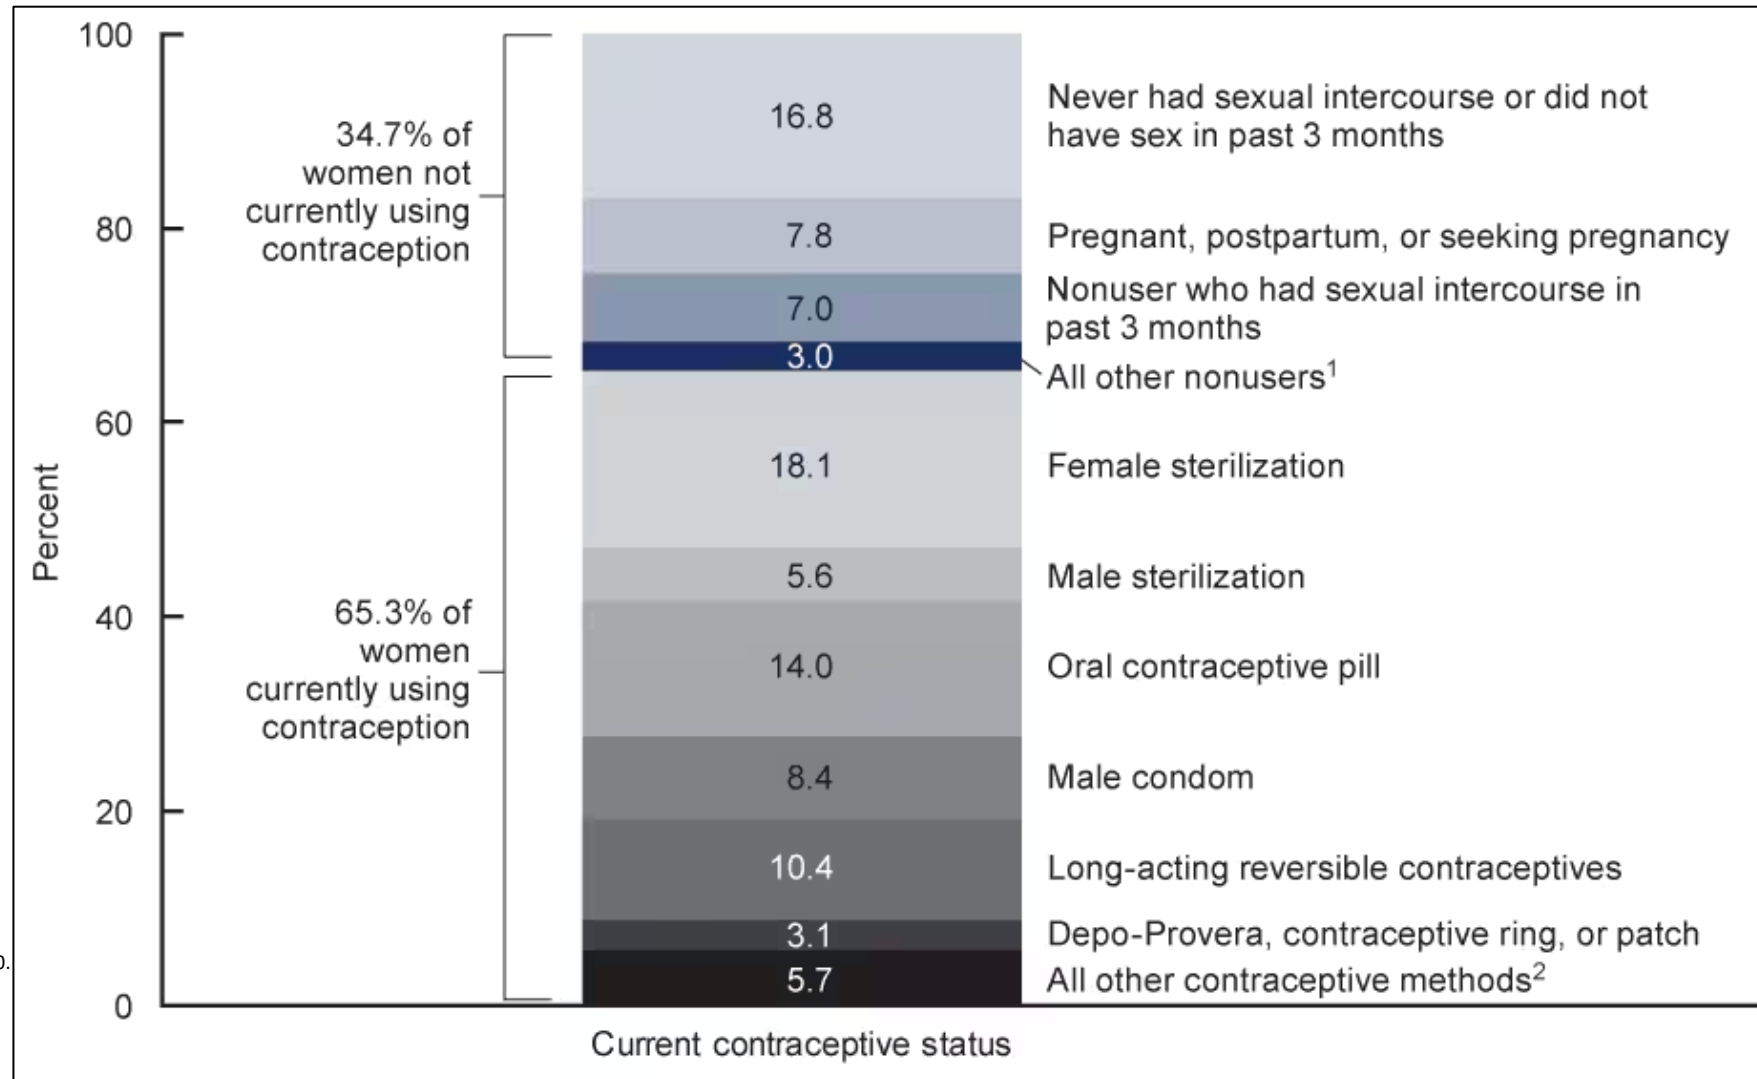 100
80
60
40
20
0
Percent
34.7% of
women not
currently using
contraception
65.3% of
women
currently using
contraception
16.8
Never had sexual intercourse or did not
have sex in past 3 months
7.8
Pregnant, postpartum, or seeking pregnancy
7.0
Nonuser who had sexual intercourse in
past 3 months
3.0
All other nonusers¹
18.1
Female sterilization
5.6
Male sterilization
14.0
Oral contraceptive pill
8.4
Male condom
10.4
Long-acting reversible contraceptives
3.1
Depo-Provera, contraceptive ring, or patch
5.7
All other contraceptive methods²
Current contraceptive status